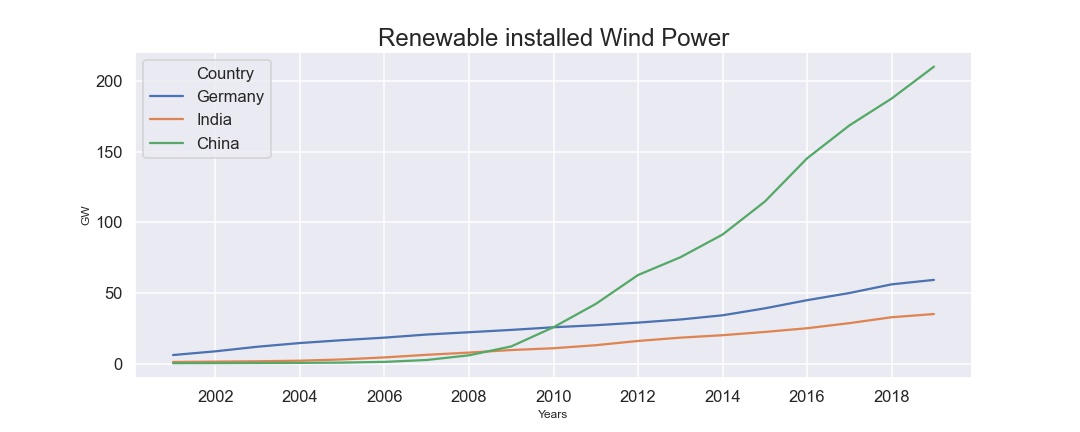 Renewable installed Wind Power
Country
Germany
India
China
200
150
100
50
0
GW
2002 2004 2006 2008 2010 2012 2014 2016 2018
Years